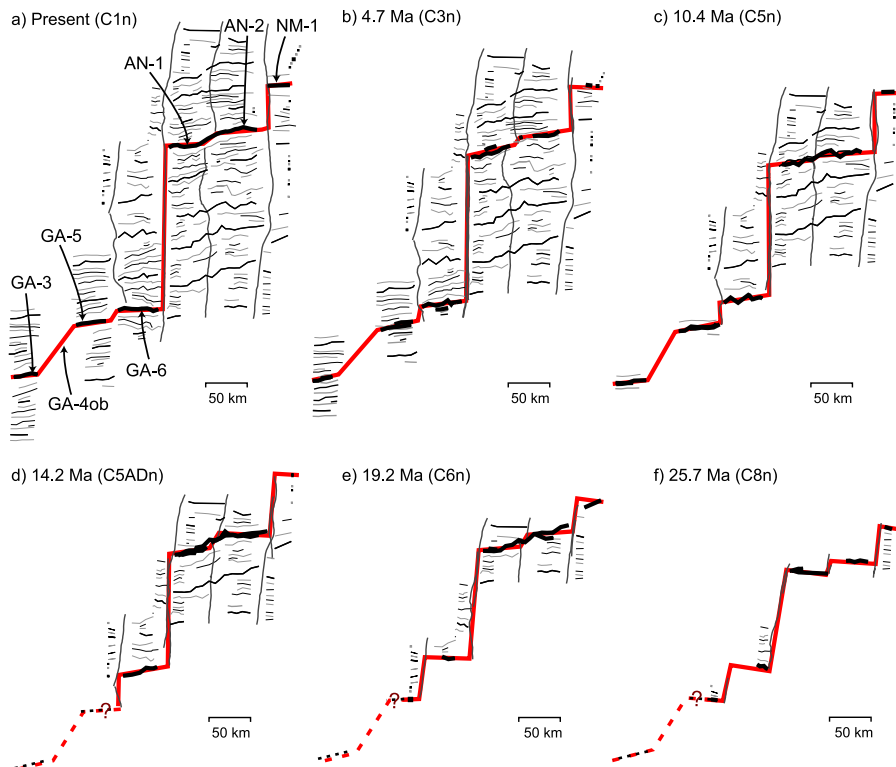 a) Present (C1n)
AN-2
NM-1
AN-1
GA-5
GA-3
GA-6
GA-4ob
50 km
b) 4.7 Ma (C3n)
50 km
c) 10.4 Ma (C5n)
50 km
d) 14.2 Ma (C5ADn)
?
50 km
e) 19.2 Ma (C6n)
?
50 km
f) 25.7 Ma (C8n)
?
50 km